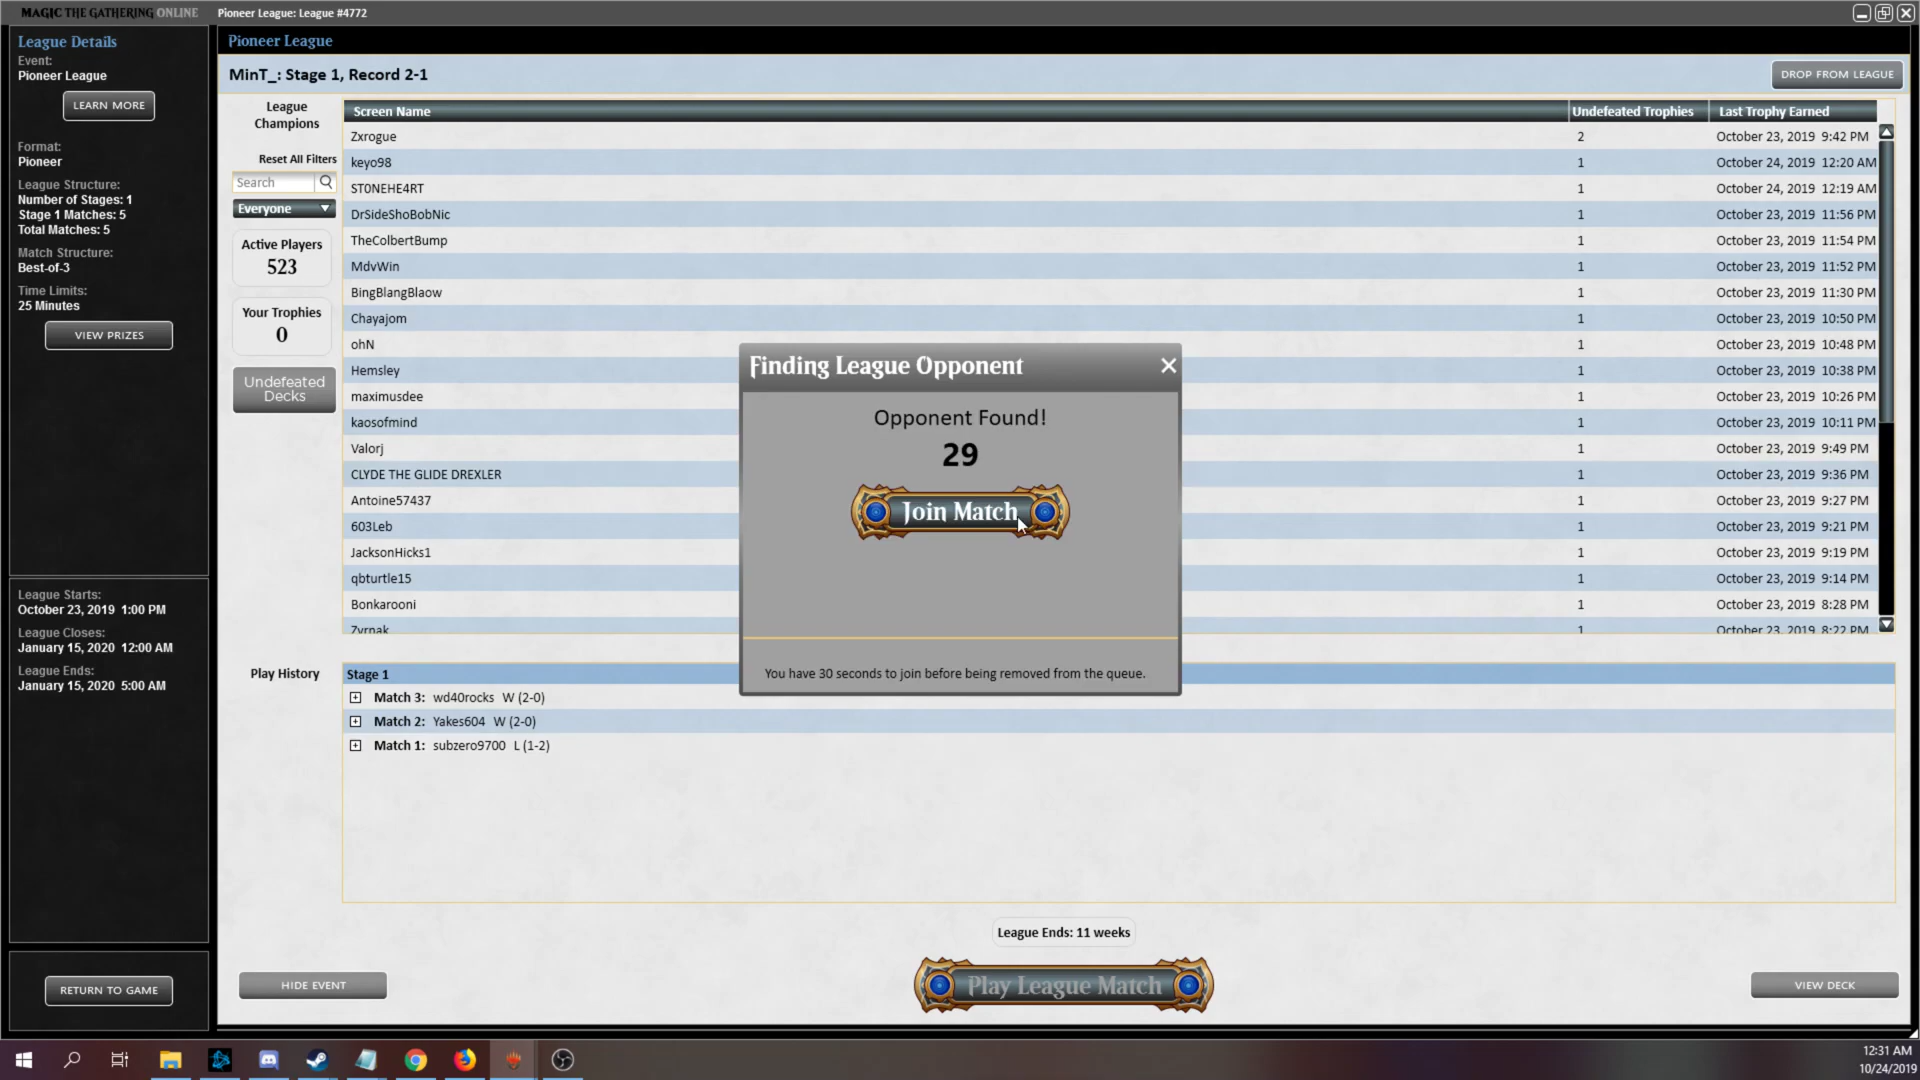 MAGIC THE GATHERING ONLINE
Pioneer League: League #4772
League Details
Event:
Pioneer League
LEARN MORE
Format:
Pioneer
League Structure:
Number of Stages: 1
Stage 1 Matches: 5
Total Matches: 5
Match Structure:
Best-of-3
Time Limits:
25 Minutes
VIEW PRIZES
League Starts:
October 23, 2019 1:00 PM
League Closes:
January 15, 2020 12:00 AM
League Ends:
January 15, 2020 5:00 AM
RETURN TO GAME
Pioneer League
MinT_: Stage 1, Record 2-1
DROP FROM LEAGUE
League
Champions
Reset All Filters
Search
Everyone
Active Players
523
Your Trophies
0
Undefeated
Decks
Screen Name Undefeated Trophies Last Trophy Earned
Zxrogue 2 October 23, 2019 9:42 PM
keyo98 1 October 24, 2019 12:20 AM
ST0NEHE4RT 1 October 24, 2019 12:19 AM
DrSideShoBobNic 1 October 23, 2019 11:56 PM
TheColbertBump 1 October 23, 2019 11:54 PM
MdvWin 1 October 23, 2019 11:52 PM
BingBlangBlaow 1 October 23, 2019 11:30 PM
Chayajom 1 October 23, 2019 10:50 PM
ohN 1 October 23, 2019 10:48 PM
Hemsley 1 October 23, 2019 10:38 PM
maximusdee 1 October 23, 2019 10:26 PM
kaosofmind 1 October 23, 2019 10:11 PM
Valorj 1 October 23, 2019 9:49 PM
CLYDE THE GLIDE DREXLER 1 October 23, 2019 9:36 PM
Antoine57437 1 October 23, 2019 9:27 PM
603Leb 1 October 23, 2019 9:21 PM
JacksonHicks1 1 October 23, 2019 9:19 PM
qbturtle15 1 October 23, 2019 9:14 PM
Bonkarooni 1 October 23, 2019 8:28 PM
Zyrnak 1 October 23, 2019 8:22 PM
Finding League Opponent
Opponent Found!
29
Join Match
You have 30 seconds to join before being removed from the queue.
Play History
Stage 1
Match 3: wd40rocks W (2-0)
Match 2: Yakes604 W (2-0)
Match 1: subzero9700 L (1-2)
League Ends: 11 weeks
HIDE EVENT
Play League Match
VIEW DECK
12:31 AM
10/24/2019